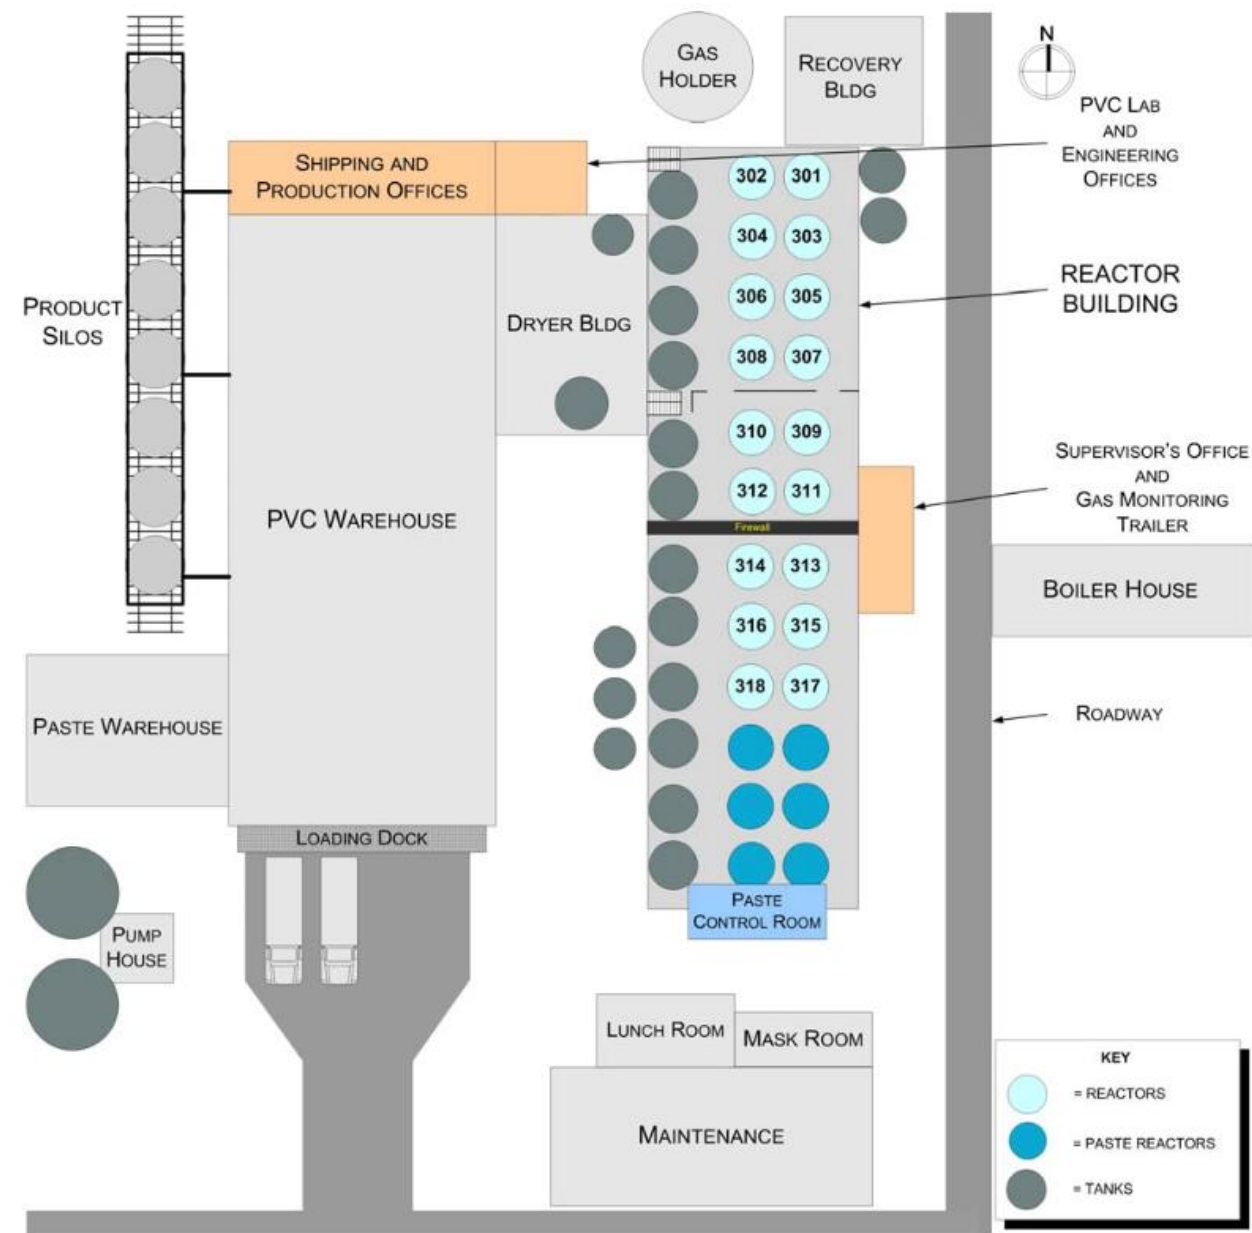 GAS
HOLDER
RECOVERY
BLDG
N
PVC LAB
AND
ENGINEERING
OFFICES
SHIPPING AND
PRODUCTION OFFICES
302 301
304 303
REACTOR
BUILDING
306 305
PRODUCT
SILOS
DRYER BLDG
308 307
310 309
SUPERVISOR'S OFFICE
AND
GAS MONITORING
TRAILER
312 311
PVC WAREHOUSE
Firewall
314 313
BOILER HOUSE
316 315
318 317
ROADWAY
PASTE WAREHOUSE
LOADING DOCK
PASTE
CONTROL ROOM
PUMP
HOUSE
LUNCH ROOM
MASK ROOM
MAINTENANCE
KEY
= REACTORS
= PASTE REACTORS
= TANKS